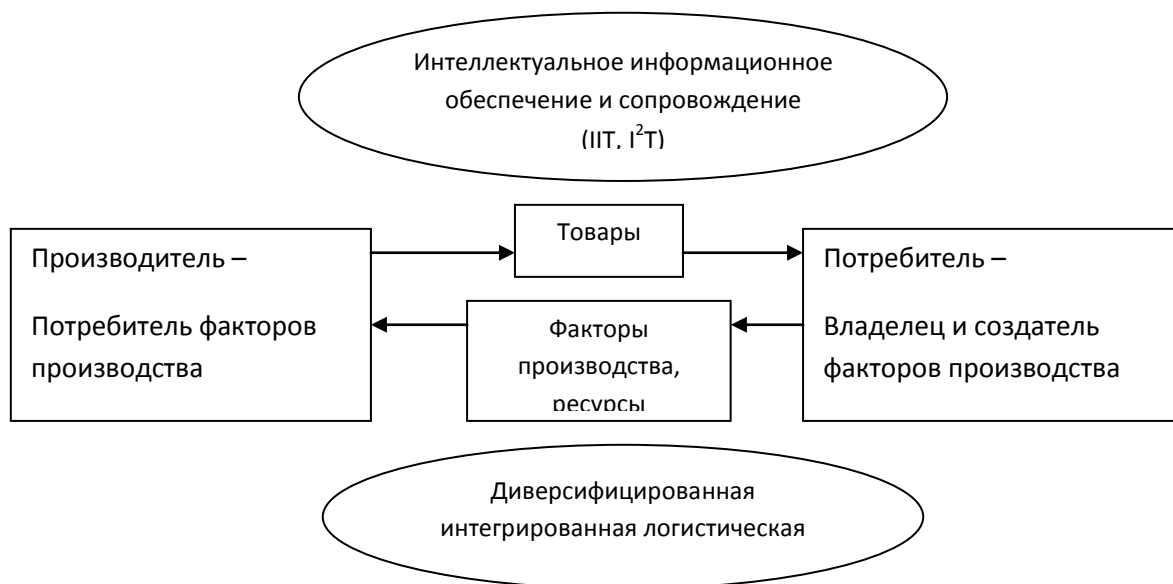 Интеллектуальное информационное
обеспечение и сопровождение
(IIT, I²T)
Товары
Производитель –
Потребитель факторов
производства
Факторы
производства,
ресурсы
Потребитель –
Владелец и создатель
факторов производства
Диверсифицированная
интегрированная логистическая